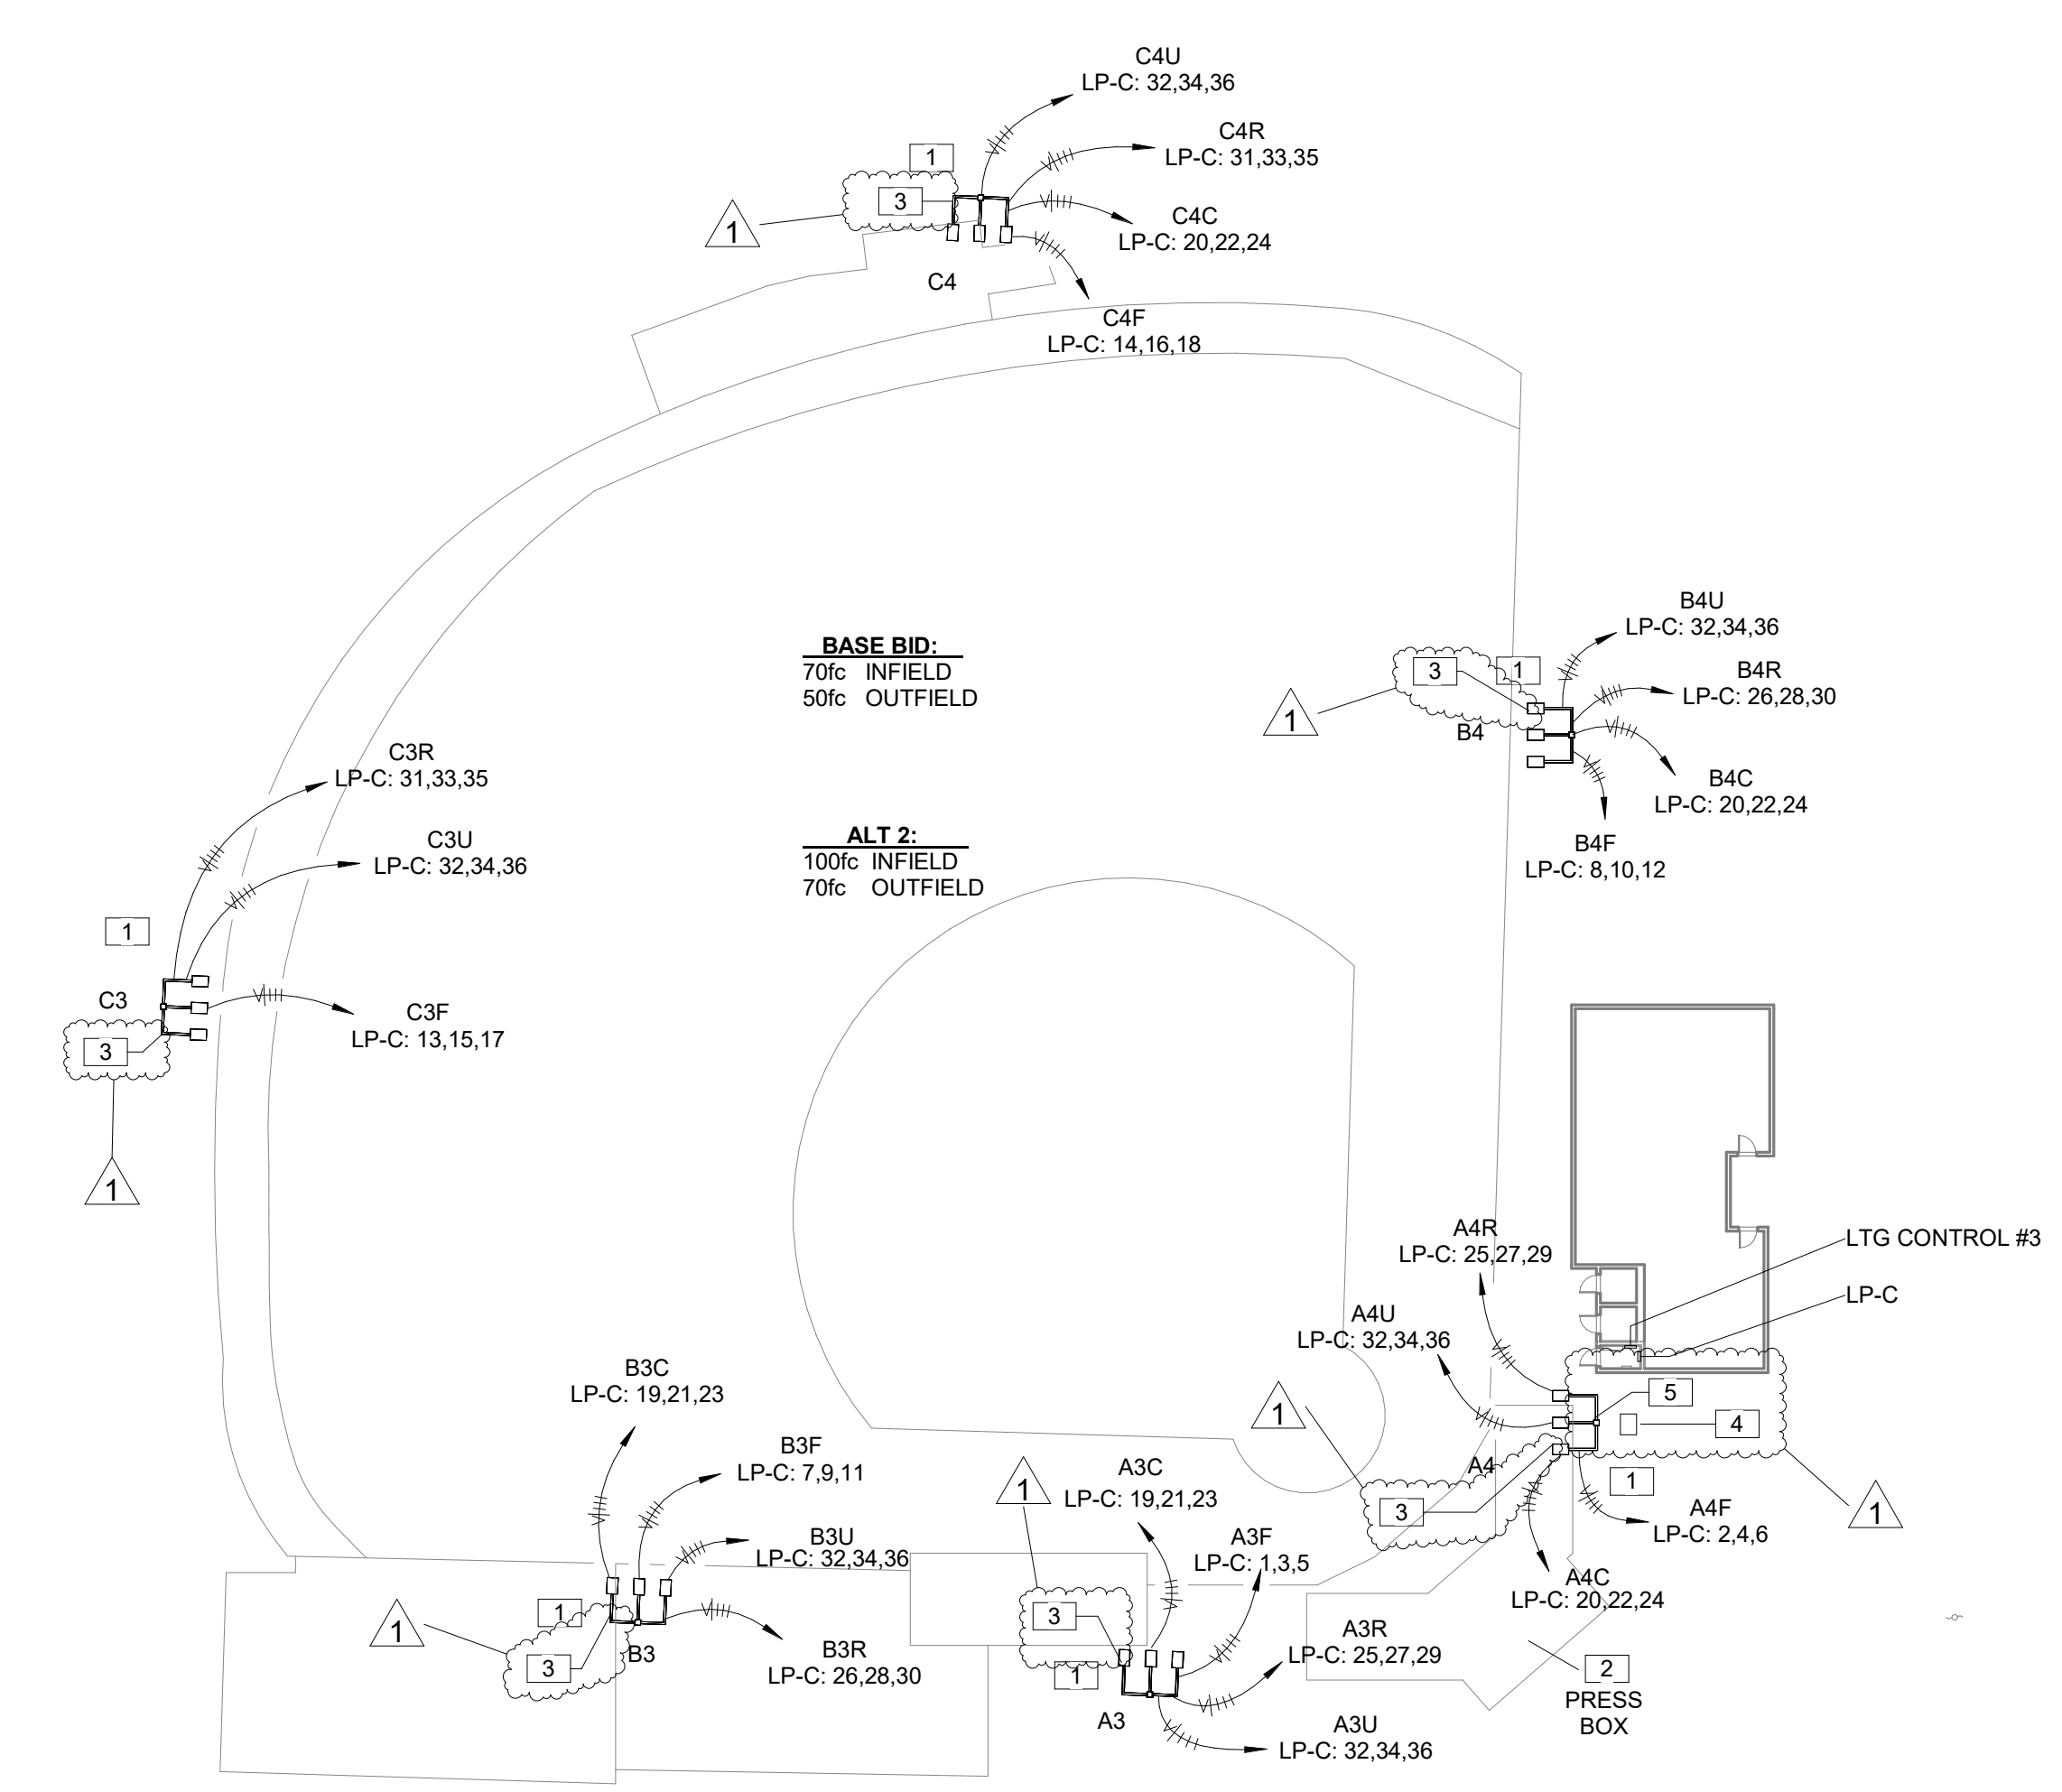 C4U
LP-C: 32,34,36
C4R
LP-C: 31,33,35
1
3
1
C4C
LP-C: 20,22,24
C4
C4F
LP-C: 14,16,18
B4U
LP-C: 32,34,36
BASE BID:
70fc INFIELD
50fc OUTFIELD
3
1
B4R
LP-C: 26,28,30
1
B4
C3R
LP-C: 31,33,35
B4C
LP-C: 20,22,24
C3U
LP-C: 32,34,36
ALT 2:
100fc INFIELD
70fc OUTFIELD
B4F
LP-C: 8,10,12
1
C3
C3F
LP-C: 13,15,17
3
1
A4R
LP-C: 25,27,29
LTG CONTROL #3
LP-C
A4U
LP-C: 32,34,36
B3C
LP-C: 19,21,23
5
4
1
B3F
LP-C: 7,9,11
A3C
LP-C: 19,21,23
1
A4
1
3
1
A4F
LP-C: 2,4,6
B3U
LP-C: 32,34,36
A3F
LP-C: 1,3,5
A4C
LP-C: 20,22,24
1
1
3
B3
3
B3R
LP-C: 26,28,30
1
A3R
LP-C: 25,27,29
2
PRESS
BOX
A3
A3U
LP-C: 32,34,36